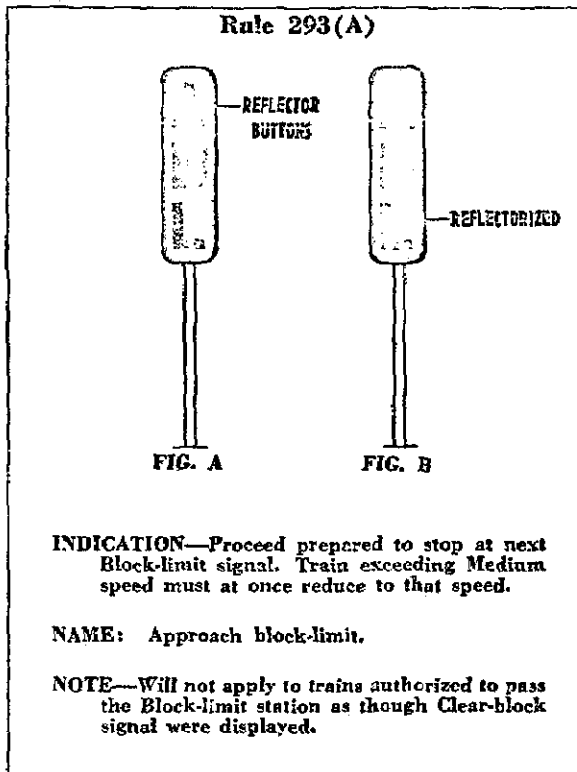 Rule 293(A)
REFLECTOR
BUTTONS
REFLECTORIZED
FIG. A
FIG. B
INDICATION—Proceed prepared to stop at next
Block-limit signal. Train exceeding Medium
speed must at once reduce to that speed.
NAME: Approach block-limit.
NOTE—Will not apply to trains authorized to pass
the Block-limit station as though Clear-block
signal were displayed.